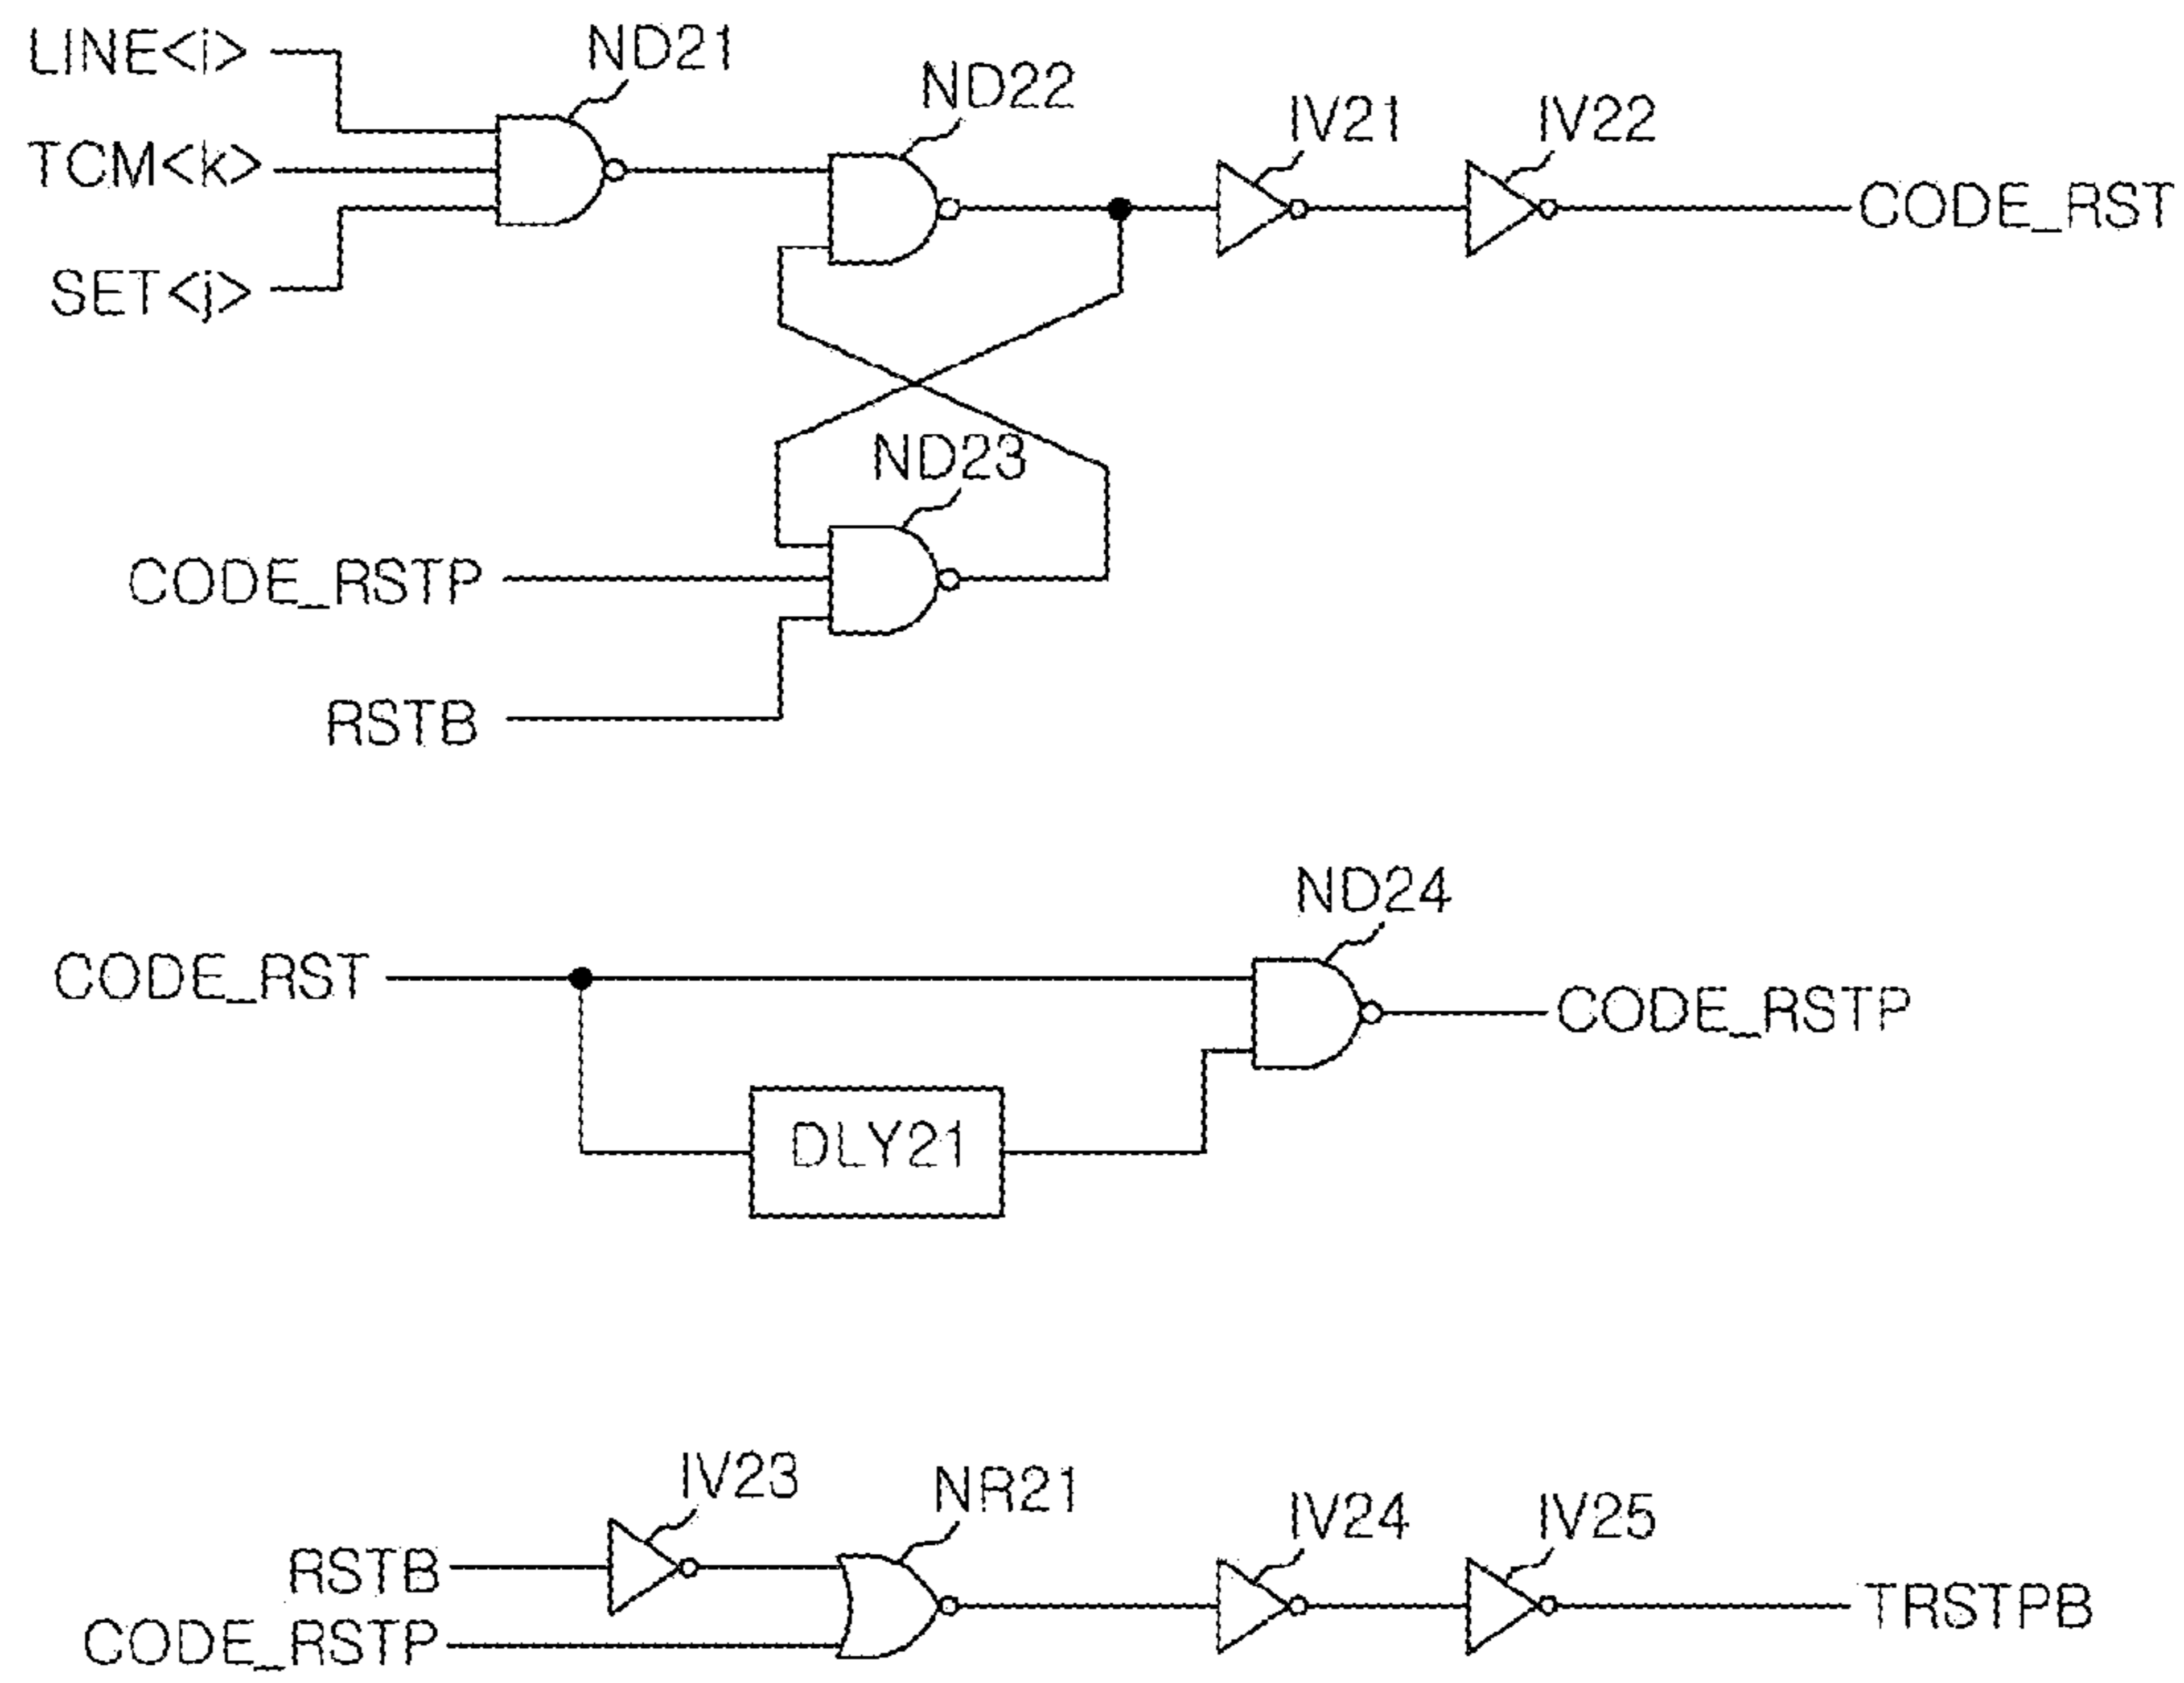 LINE<i>
ND21
ND22
IV21
IV22
TCM<k>
CODE_RST
SET<j>
ND23
CODE_RSTP
RSTB
ND24
CODE_RST
CODE_RSTP
DLY21
IV23
NR21
IV24
IV25
RSTB
TRSTPB
CODE_RSTP